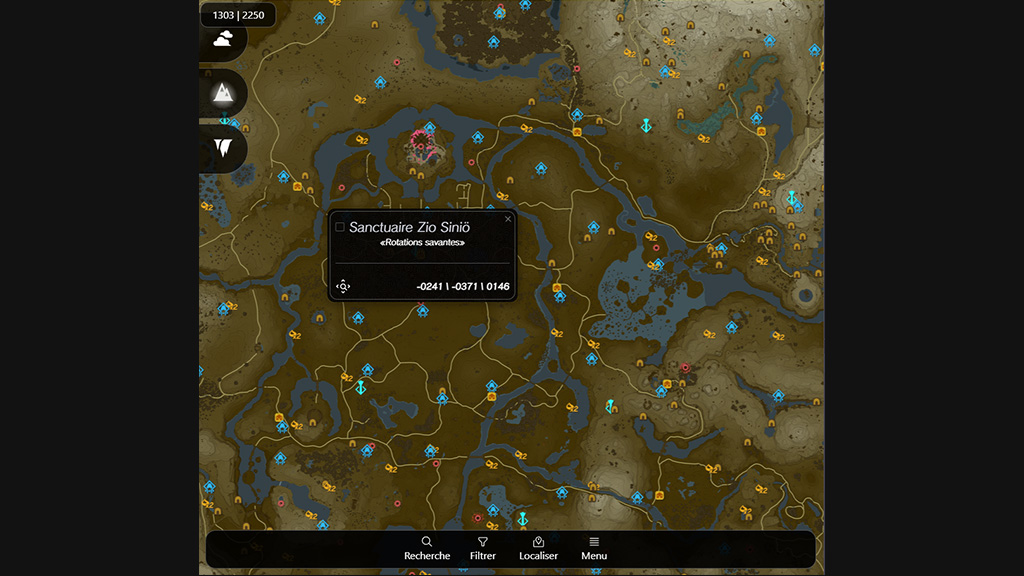 1303 | 2250
Sanctuaire Zio Siniö
«Rotations savantes»
-0241 \ -0371 \ 0146
Recherche Filtrer Localiser Menu